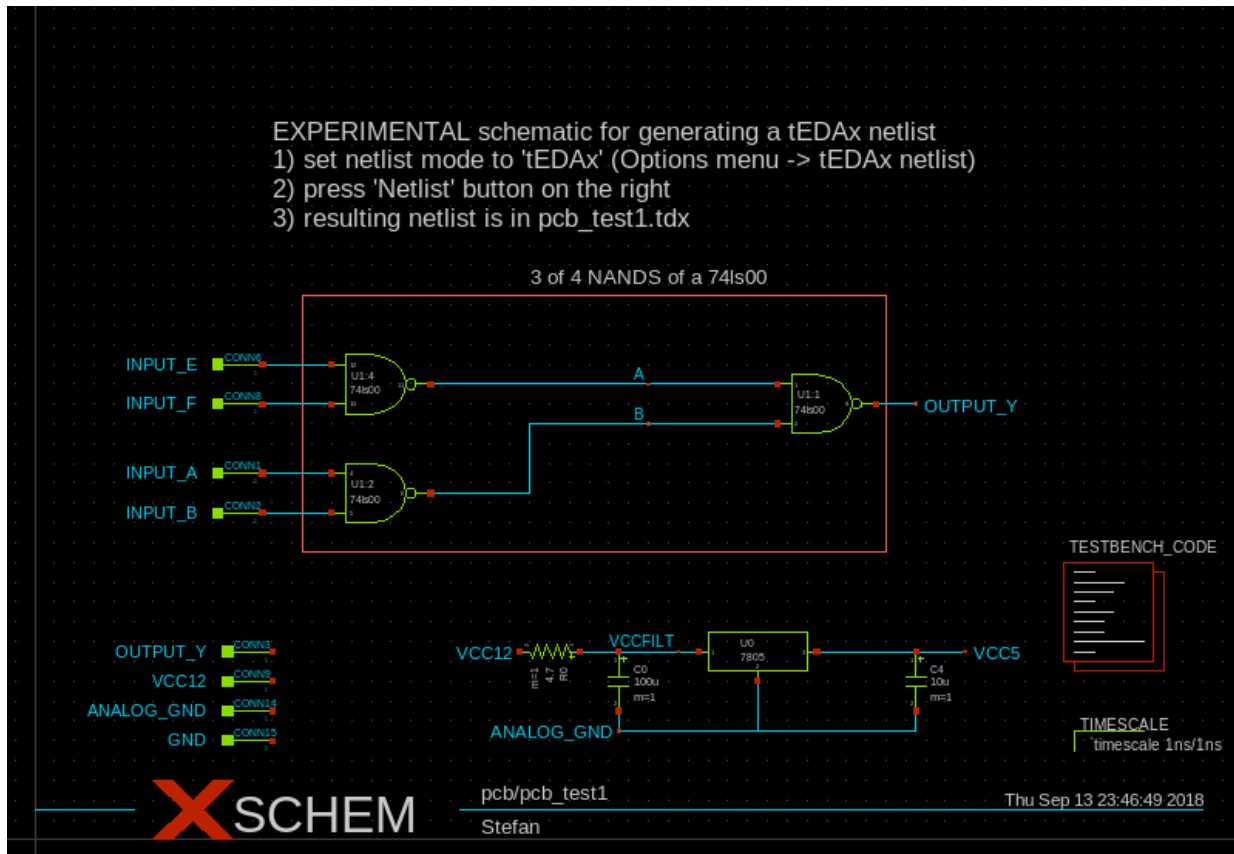 EXPERIMENTAL schematic for generating a tEDAx netlist
1) set netlist mode to 'tEDAx' (Options menu -> tEDAx netlist)
2) press 'Netlist' button on the right
3) resulting netlist is in pcb_test1.tdx
3 of 4 NANDS of a 74ls00
INPUT_E CONN6
U1:4
74ls00
A
INPUT_F CONN8
U1:1
74ls00
OUTPUT_Y
B
INPUT_A CONN1
U1:2
74ls00
INPUT_B CONN2
TESTBENCH_CODE
OUTPUT_Y CONN3
VCC12 CONN9
ANALOG_GND CONN14
GND CONN15
VCC12
m=1
4.7
R0
VCCFILT
C0
100u
m=1
U0
7805
VCC5
C4
10u
m=1
ANALOG_GND
TIMESCALE
`timescale 1ns/1ns
XSCHEM
pcb/pcb_test1
Stefan
Thu Sep 13 23:46:49 2018